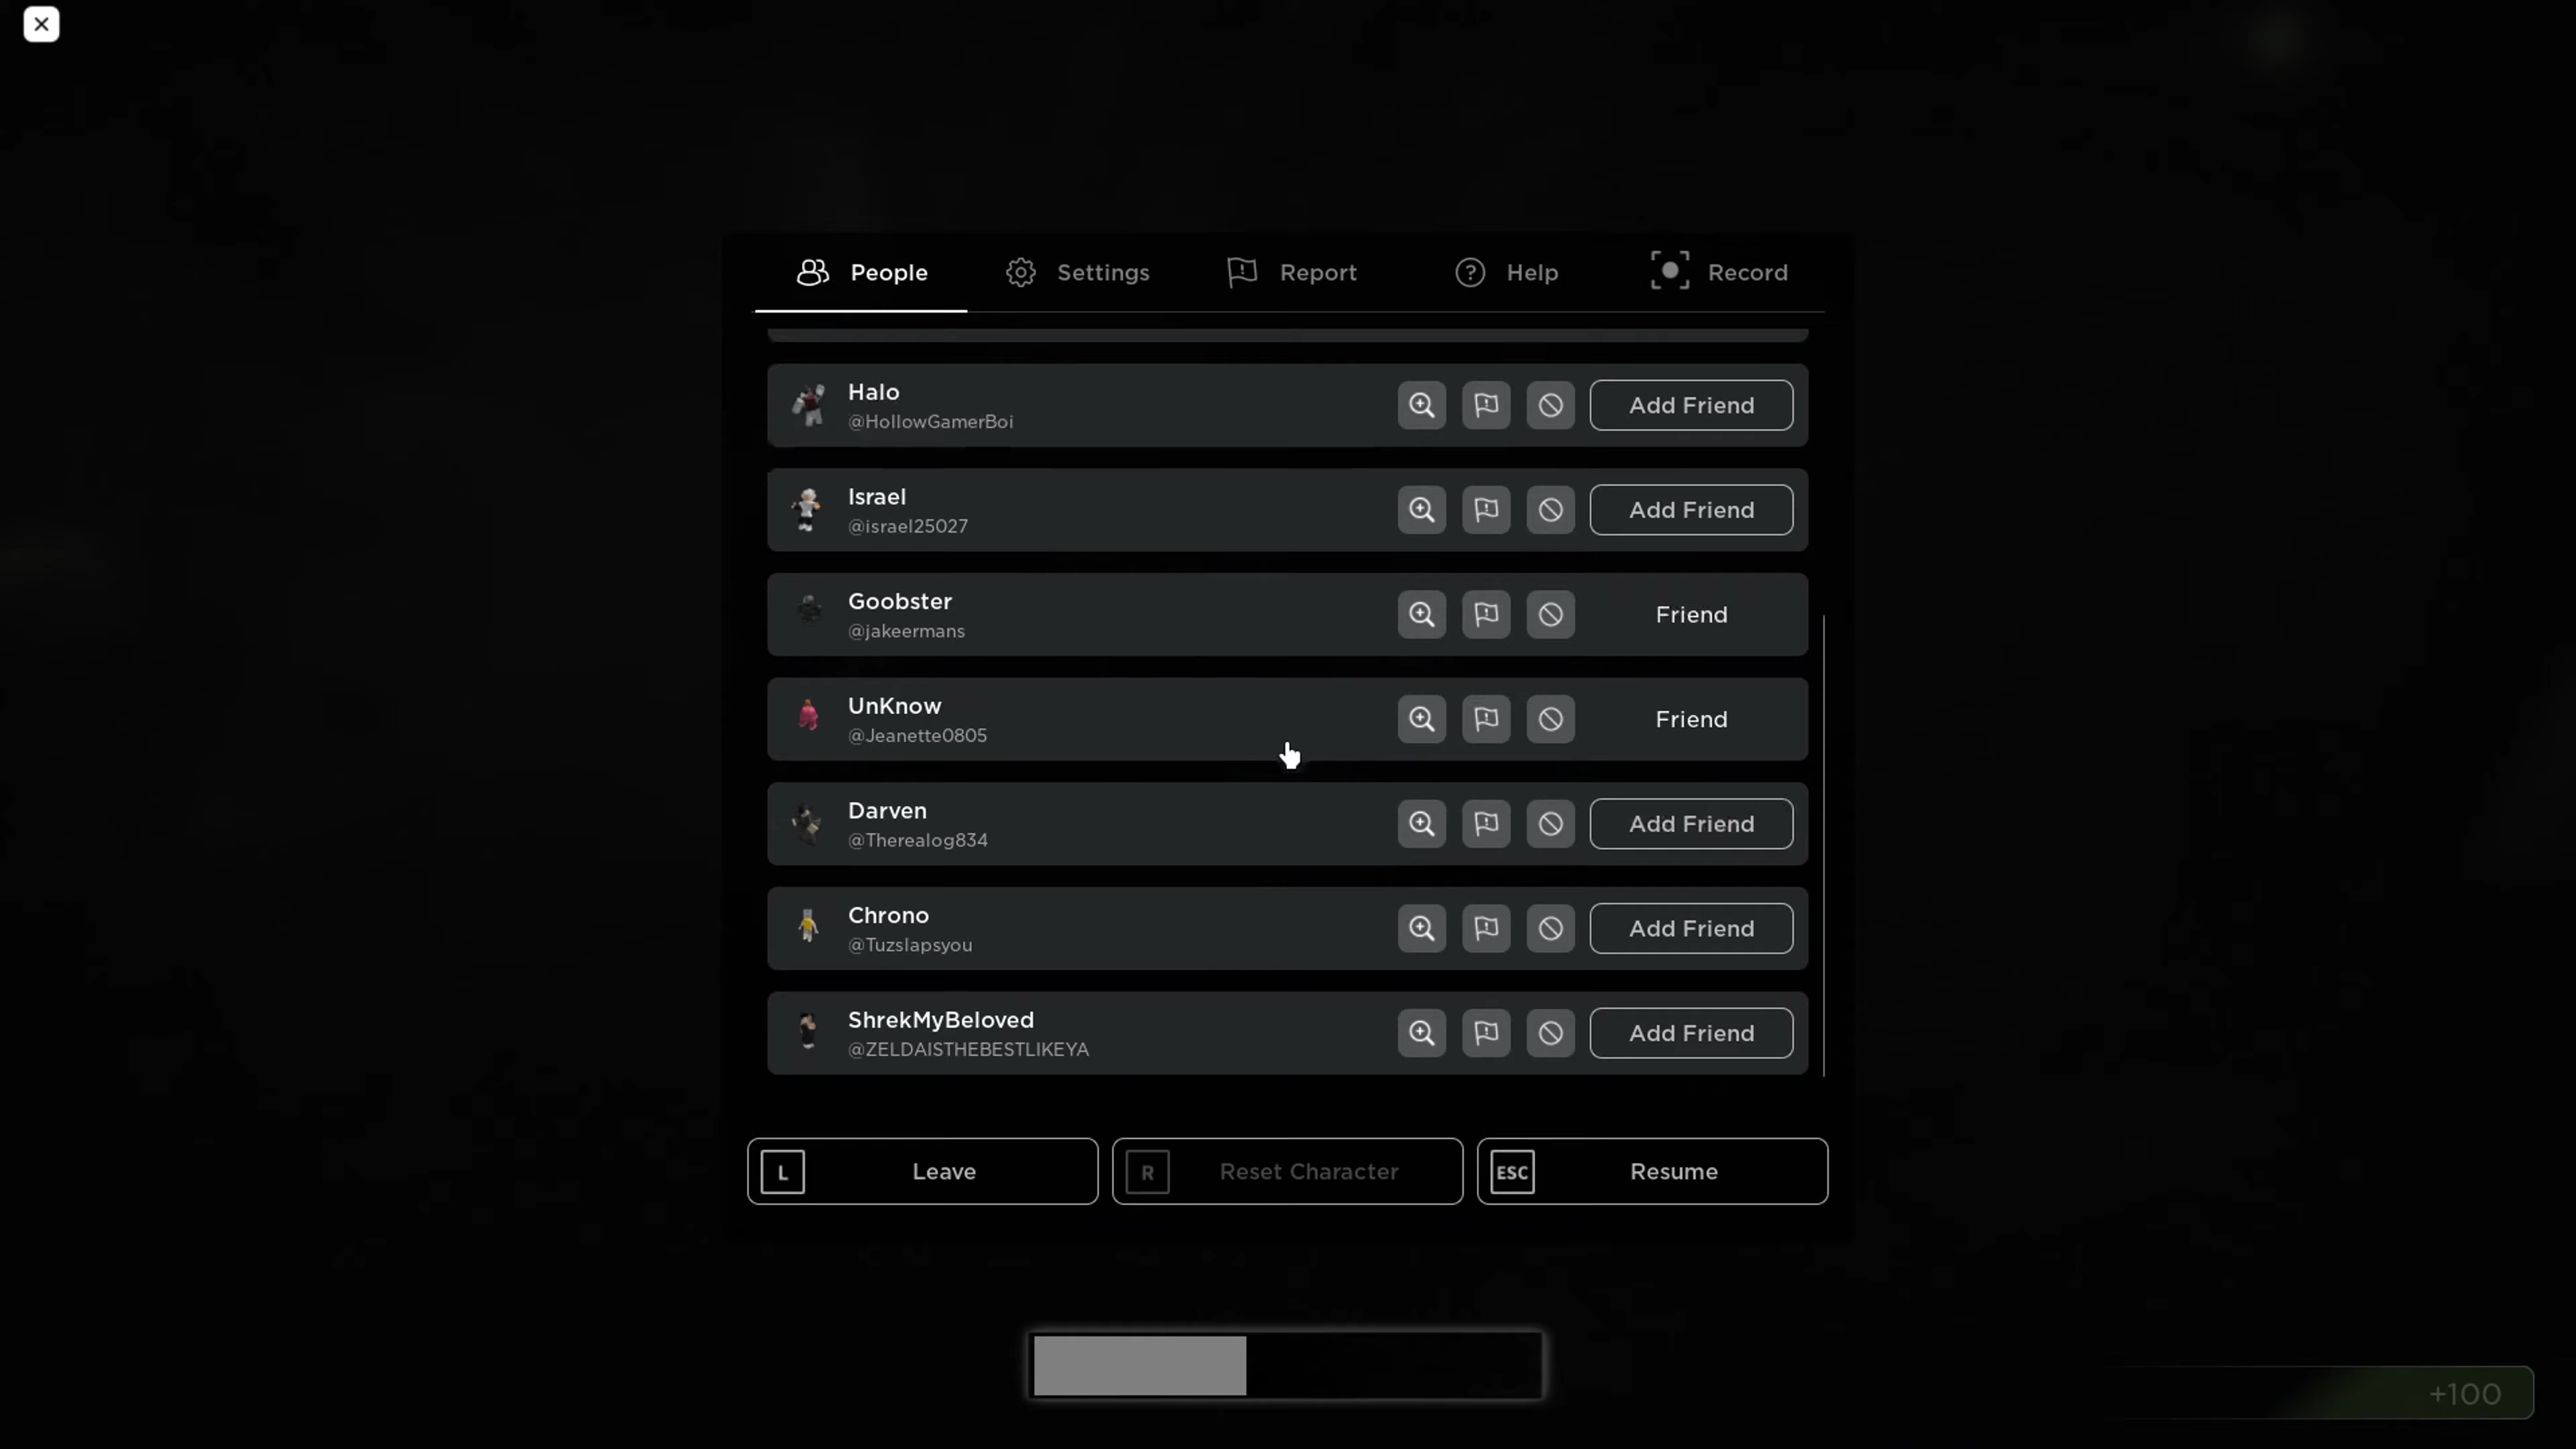 People Settings Report Help Record
Halo
@HollowGamerBoi
Add Friend
Israel
@israel25027
Add Friend
Goobster
@jakeermans
Friend
UnKnow
@Jeanette0805
Friend
Darven
@Therealog834
Add Friend
Chrono
@Tuzslapsyou
Add Friend
ShrekMyBeloved
@ZELDAISTHEBESTLIKEYA
Add Friend
L Leave R Reset Character ESC Resume
+100